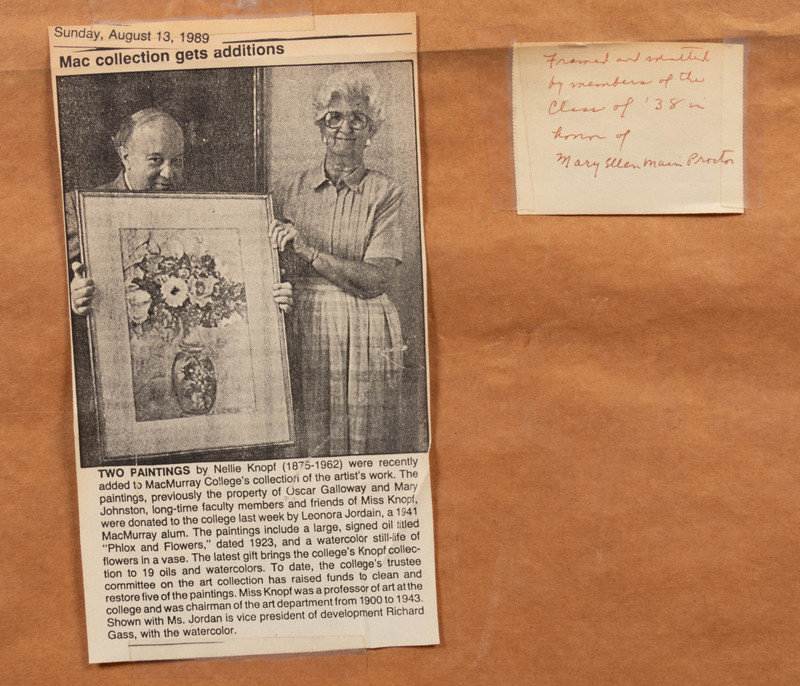 Sunday, August 13, 1989
Mac collection gets additions
TWO PAINTINGS by Nellie Knopf (1875-1962) were recently
added to MacMurray College's collection of the artist's work. The
paintings, previously the property of Oscar Galloway and Mary
Johnston, long-time faculty members and friends of Miss Knopf,
were donated to the college last week by Leonora Jordain, a 1941
MacMurray alum. The paintings include a large, signed oil titled
"Phlox and Flowers," dated 1923, and a watercolor still-life of
flowers in a vase. The latest gift brings the college's Knopf collec-
tion to 19 oils and watercolors. To date, the college's trustee
committee on the art collection has raised funds to clean and
restore five of the paintings. Miss Knopf was a professor of art at the
college and was chairman of the art department from 1900 to 1943.
Shown with Ms. Jordan is vice president of development Richard
Gass, with the watercolor.
Framed and matted
by members of the
Class of '38 in
honor of
Mary Ellen Main Proctor